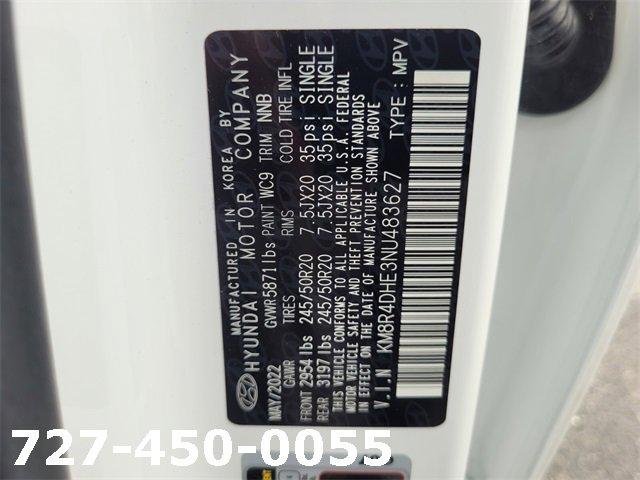 MANUFACTURED IN KOREA BY
HYUNDAI MOTOR COMPANY
MAY/2022 GVWR 5871 lbs PAINT WC9 TRIM NNB
GAWR TIRES RIMS COLD TIRE INFL
FRONT 2954 lbs 245/50R20 7.5JX20 35psi SINGLE
REAR 3197 lbs 245/50R20 7.5JX20 35psi SINGLE
THIS VEHICLE CONFORMS TO ALL APPLICABLE U.S.A. FEDERAL
MOTOR VEHICLE SAFETY AND THEFT PREVENTION STANDARDS
IN EFFECT ON THE DATE OF MANUFACTURE SHOWN ABOVE
V.I.N KM8R4DHE3NU483627 TYPE : MPV
727-450-0055